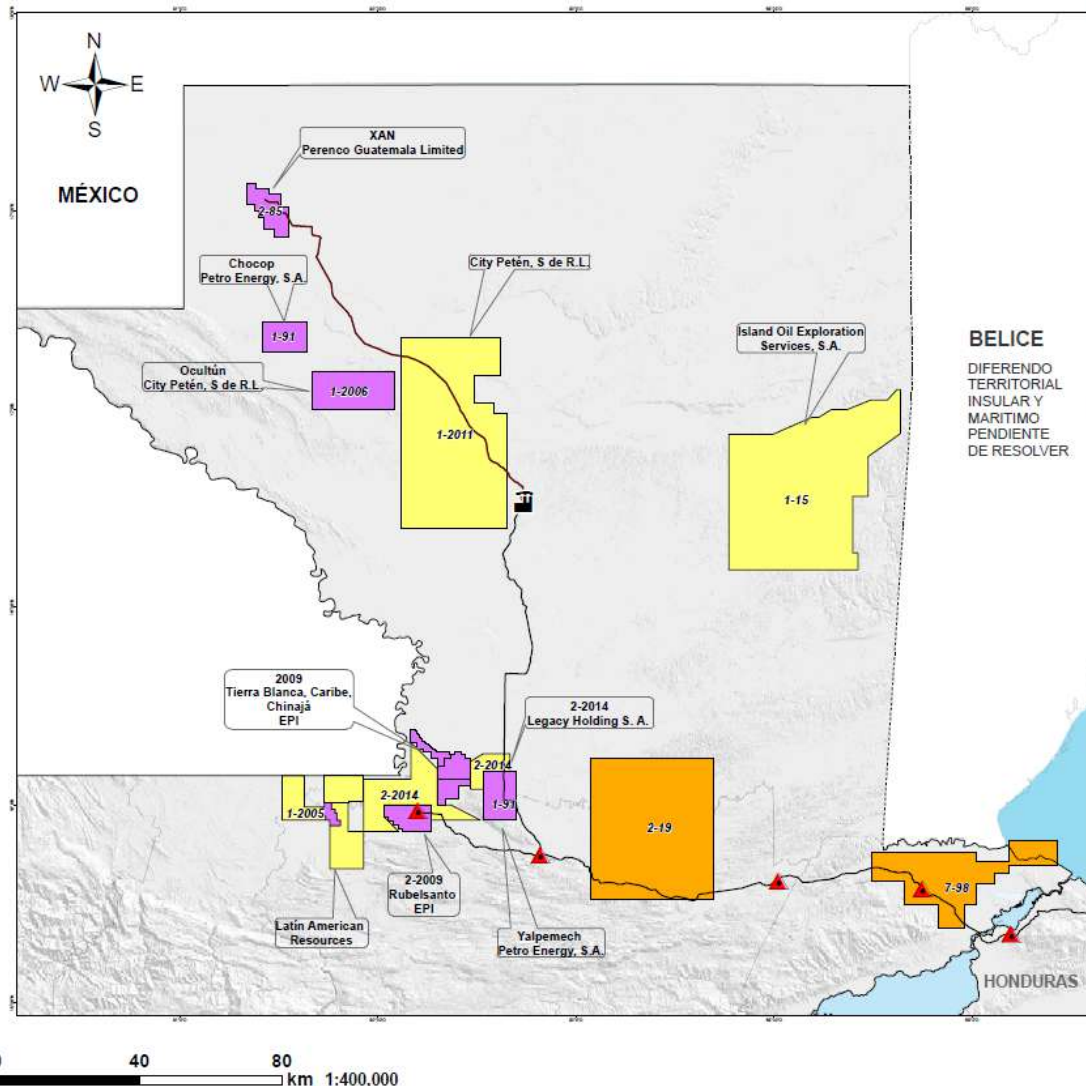 N
W E
S
MÉXICO
XAN
Perenco Guatemala Limited
2-85
Chocop
Petro Energy, S.A.
1-91
City Petén, S de R.L.
Ocultún
City Petén, S de R.L.
1-2006
1-2011
Island Oil Exploration
Services, S.A.
1-15
BELICE
DIFERENDO
TERRITORIAL
INSULAR Y
MARITIMO
PENDIENTE
DE RESOLVER
2009
Tierra Blanca, Caribe,
Chinajá
EPI
2-2014
Legacy Holding S. A.
2-2014
1-2005
2-2014
1-91
2-19
7-98
2-2009
Rubelsanto
EPI
Latin American
Resources
Yalpemech
Petro Energy, S.A.
HONDURAS
40 80
km 1:400,000